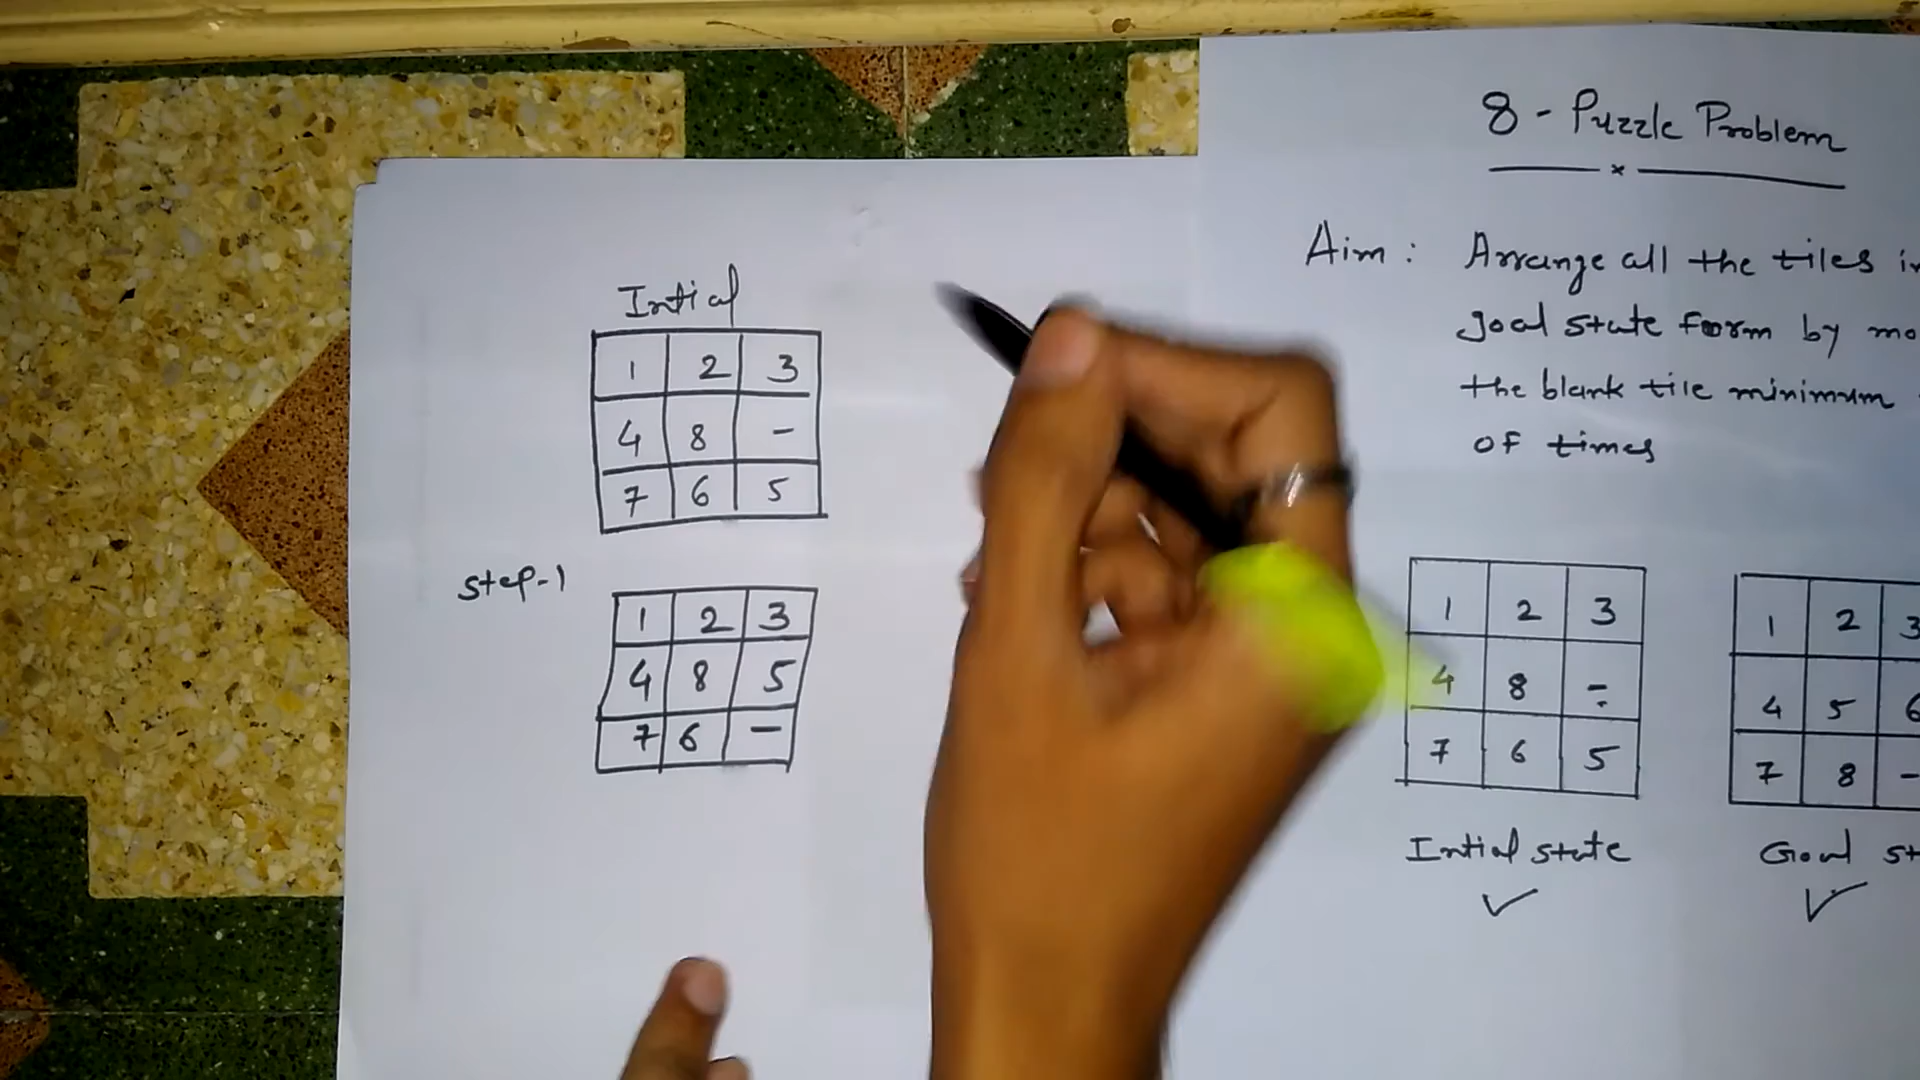 Intial
1 2 3
4 8 -
7 6 5
step-1
1 2 3
4 8 5
7 6 -
8 - Puzzle Problem
Aim : Arrange all the tiles in
goal state form by mo
the blank tile minimum
of times
1 2 3
4 8 -
7 6 5
Intial state
1 2 3
4 5 6
7 8 -
Goal st